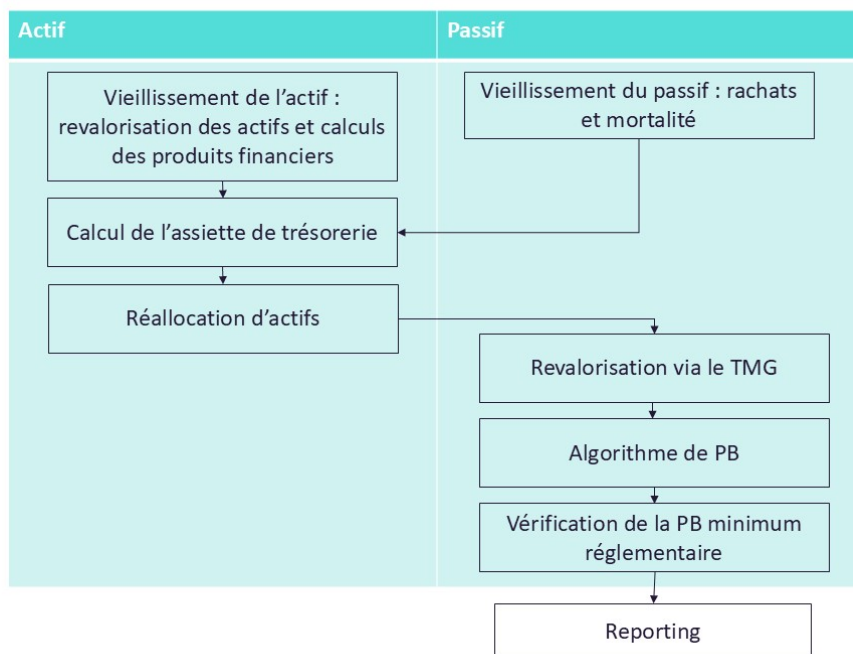 Actif
Passif
Vieillissement de l’actif :
revalorisation des actifs et calculs
des produits financiers
Vieillissement du passif : rachats
et mortalité
Calcul de l’assiette de trésorerie
Réallocation d’actifs
Revalorisation via le TMG
Algorithme de PB
Vérification de la PB minimum
réglementaire
Reporting